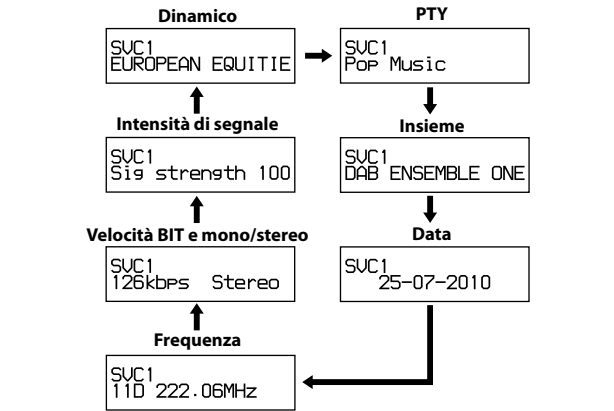 Dinamico
SVC1
EUROPEAN EQUITIE
PTY
SVC1
Pop Music
Insieme
SVC1
DAB ENSEMBLE ONE
Data
SVC1
25-07-2010
Frequenza
SVC1
11D 222.06MHz
Velocità BIT e mono/stereo
SVC1
126kbps Stereo
Intensità di segnale
SVC1
Sig strength 100